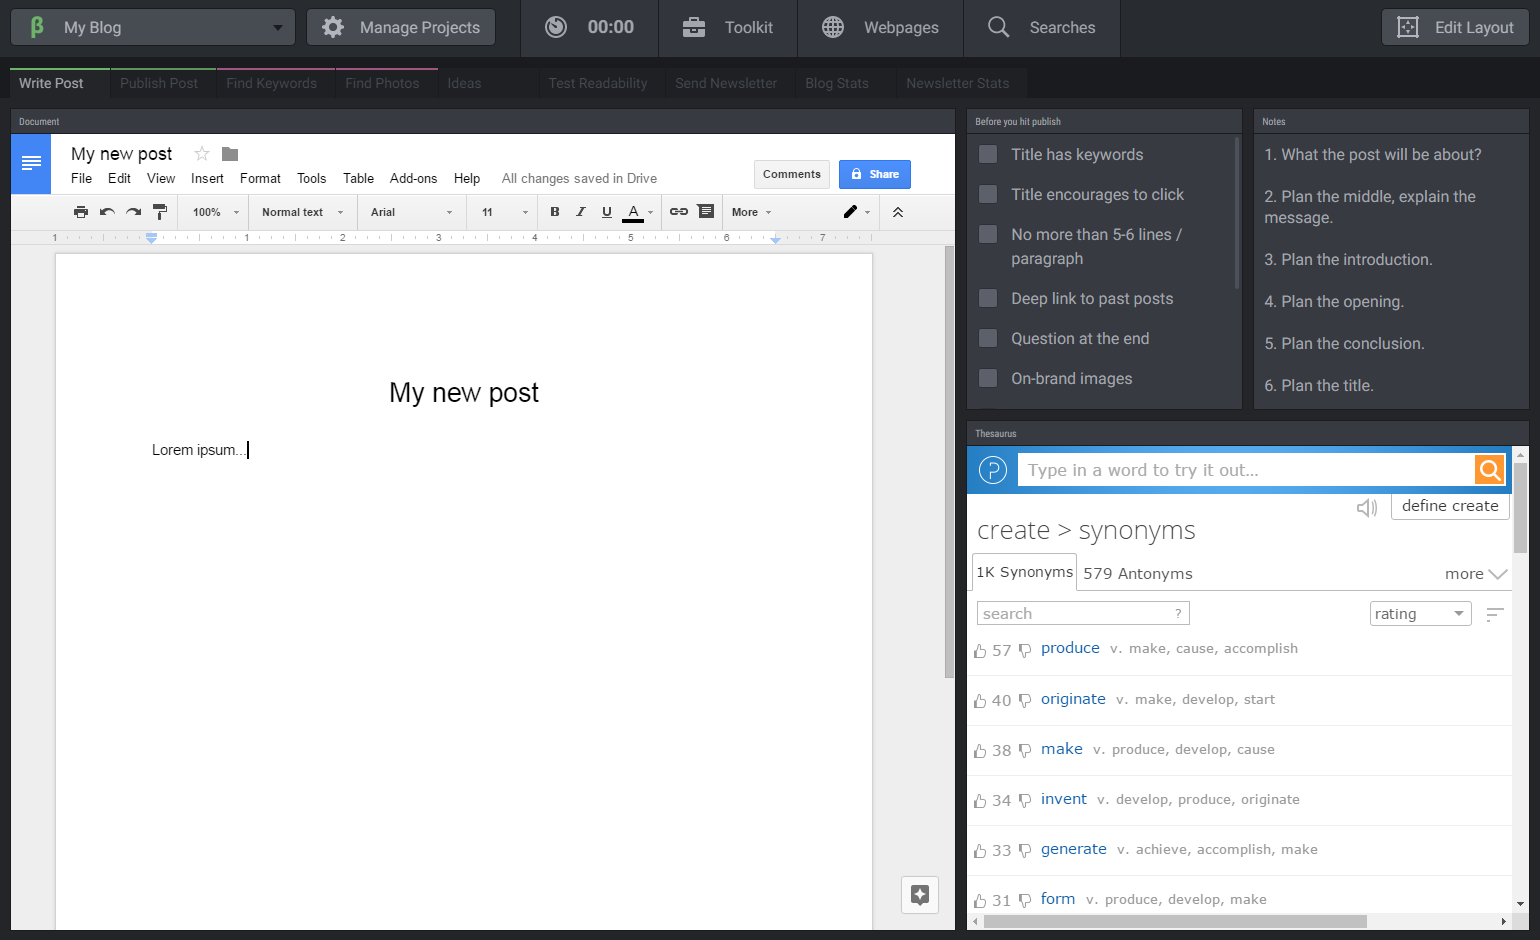 β My Blog Manage Projects 00:00 Toolkit Webpages Searches Edit Layout
Write Post Publish Post Find Keywords Find Photos Ideas Test Readability Send Newsletter Blog Stats Newsletter Stats
Document
My new post
File Edit View Insert Format Tools Table Add-ons Help All changes saved in Drive
Comments Share
100% Normal text Arial 11 B I U A More
1 1 2 3 4 5 6 7
My new post
Lorem ipsum...
Before you hit publish
Title has keywords
Title encourages to click
No more than 5-6 lines /
paragraph
Deep link to past posts
Question at the end
On-brand images
Notes
1. What the post will be about?
2. Plan the middle, explain the
message.
3. Plan the introduction.
4. Plan the opening.
5. Plan the conclusion.
6. Plan the title.
Thesaurus
P Type in a word to try it out...
define create
create > synonyms
1K Synonyms 579 Antonyms more
search ? rating
57 produce v. make, cause, accomplish
40 originate v. make, develop, start
38 make v. produce, develop, cause
34 invent v. develop, produce, originate
33 generate v. achieve, accomplish, make
31 form v. produce, develop, make